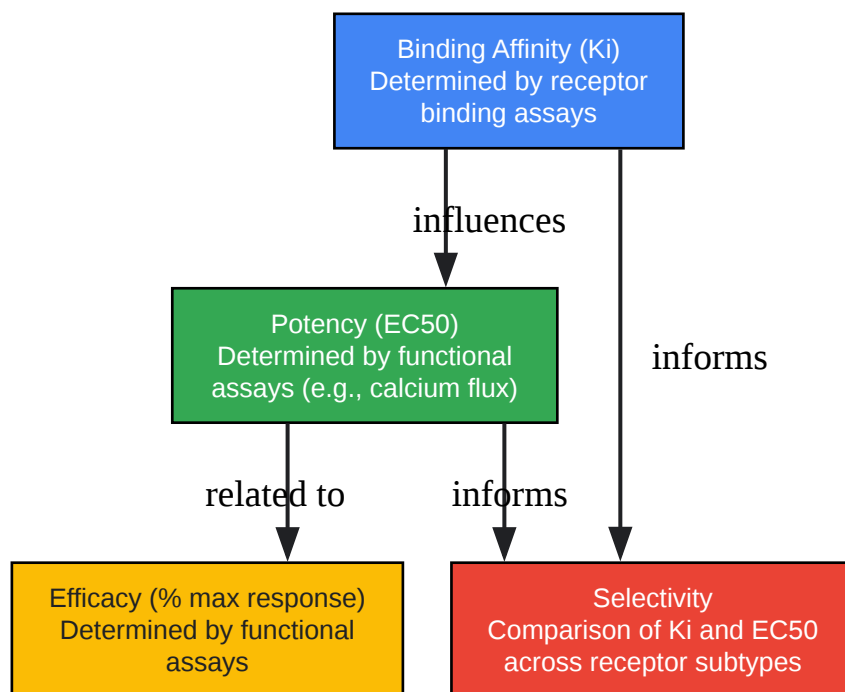 Binding Affinity (Ki)
Determined by receptor
binding assays
influences
Potency (EC50)
Determined by functional
assays (e.g., calcium flux)
informs
related to
informs
Efficacy (% max response)
Determined by functional
assays
Selectivity
Comparison of Ki and EC50
across receptor subtypes